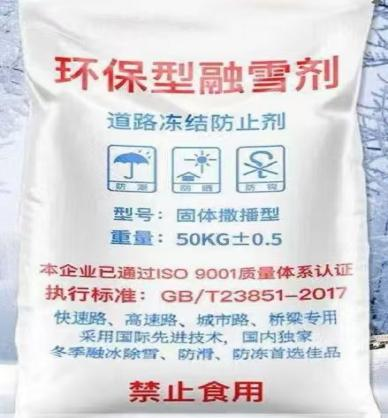 环保型融雪剂
道路冻结防止剂
防潮 防晒 防钩
型号：固体撒播型
重量：50KG±0.5
本企业已通过ISO 9001质量体系认证
执行标准：GB/T23851-2017
快速路、高速路、城市路、桥梁专用
采用国际先进技术，国内独家
冬季融冰除雪、防滑、防冻首选佳品
禁止食用